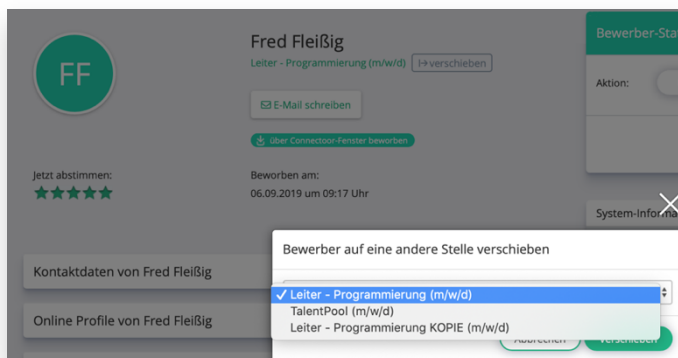 Fred Fleißig
Bewerber-Sta
Leiter - Programmierung (m/w/d) verschieben
FF
Aktion:
E-Mail schreiben
über Connectoor-Fenster beworben
Jetzt abstimmen:
Beworben am:
06.09.2019 um 09:17 Uhr
System-Informa
Bewerber auf eine andere Stelle verschieben
Kontaktdaten von Fred Fleißig
✓ Leiter - Programmierung (m/w/d)
TalentPool (m/w/d)
Leiter - Programmierung KOPIE (m/w/d)
Online Profile von Fred Fleißig
Abbrechen Verschieben